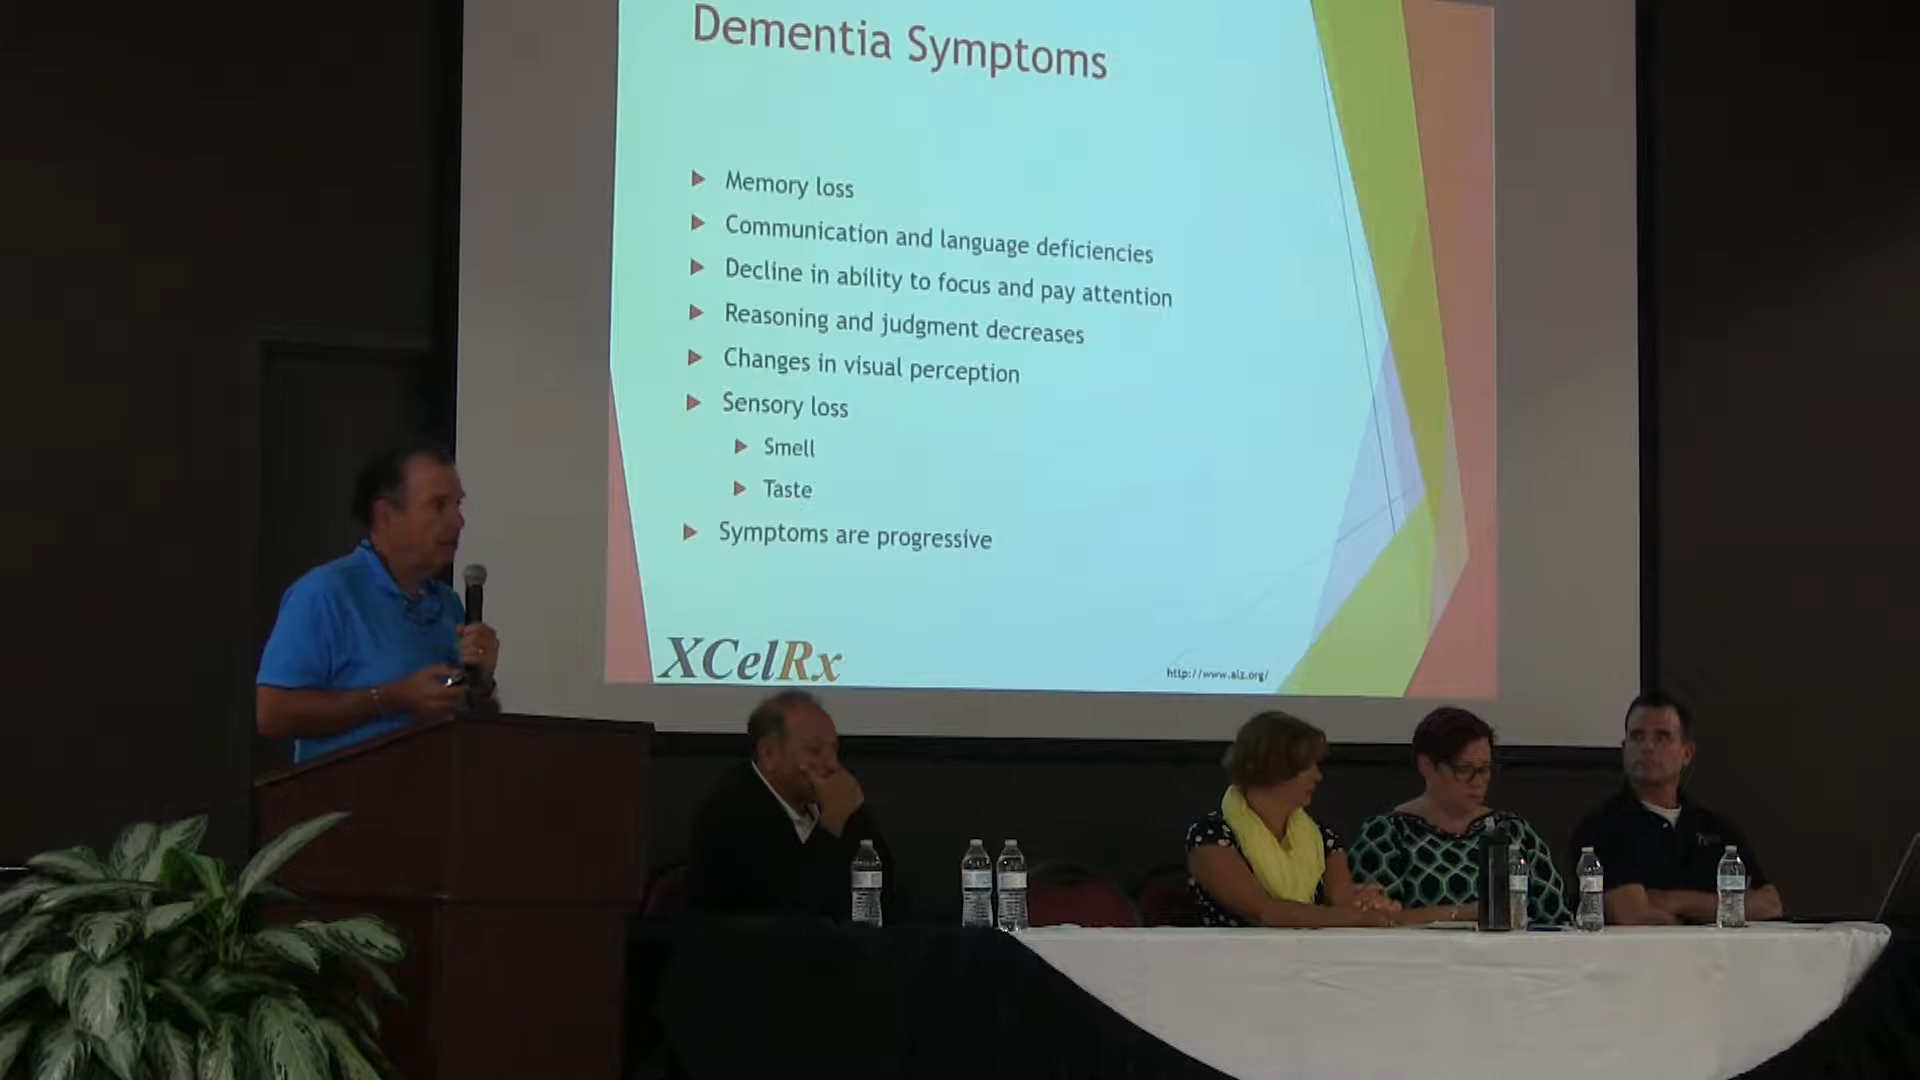 Dementia Symptoms
Memory loss
Communication and language deficiencies
Decline in ability to focus and pay attention
Reasoning and judgment decreases
Changes in visual perception
Sensory loss
Smell
Taste
Symptoms are progressive
XCelRx
http://www.alz.org/